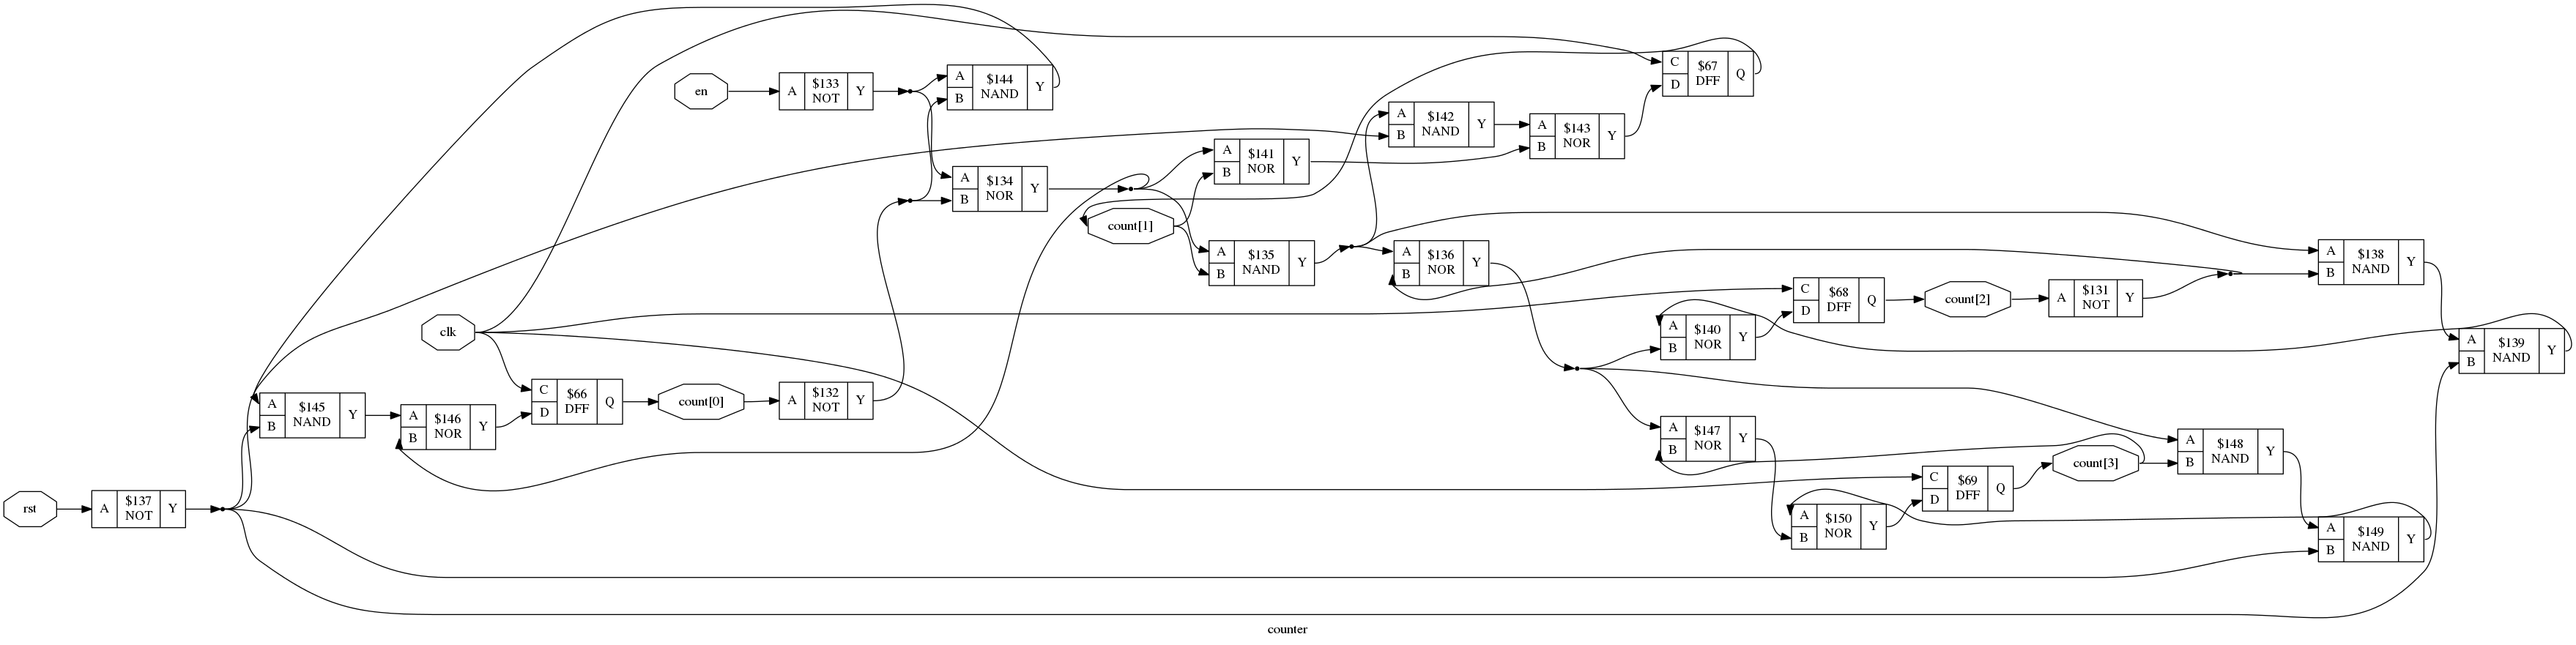 en
A
$133
NOT
Y
A
B
$144
NAND
Y
C
D
$67
DFF
Q
A
B
$142
NAND
Y
A
B
$143
NOR
Y
A
B
$141
NOR
Y
A
B
$134
NOR
Y
count[1]
A
B
$135
NAND
Y
A
B
$136
NOR
Y
A
B
$138
NAND
Y
clk
C
D
$68
DFF
Q
count[2]
A
$131
NOT
Y
A
B
$140
NOR
Y
A
B
$139
NAND
Y
A
B
$145
NAND
Y
A
B
$146
NOR
Y
C
D
$66
DFF
Q
count[0]
A
$132
NOT
Y
A
B
$147
NOR
Y
count[3]
A
B
$148
NAND
Y
C
D
$69
DFF
Q
rst
A
$137
NOT
Y
A
B
$150
NOR
Y
A
B
$149
NAND
Y
counter